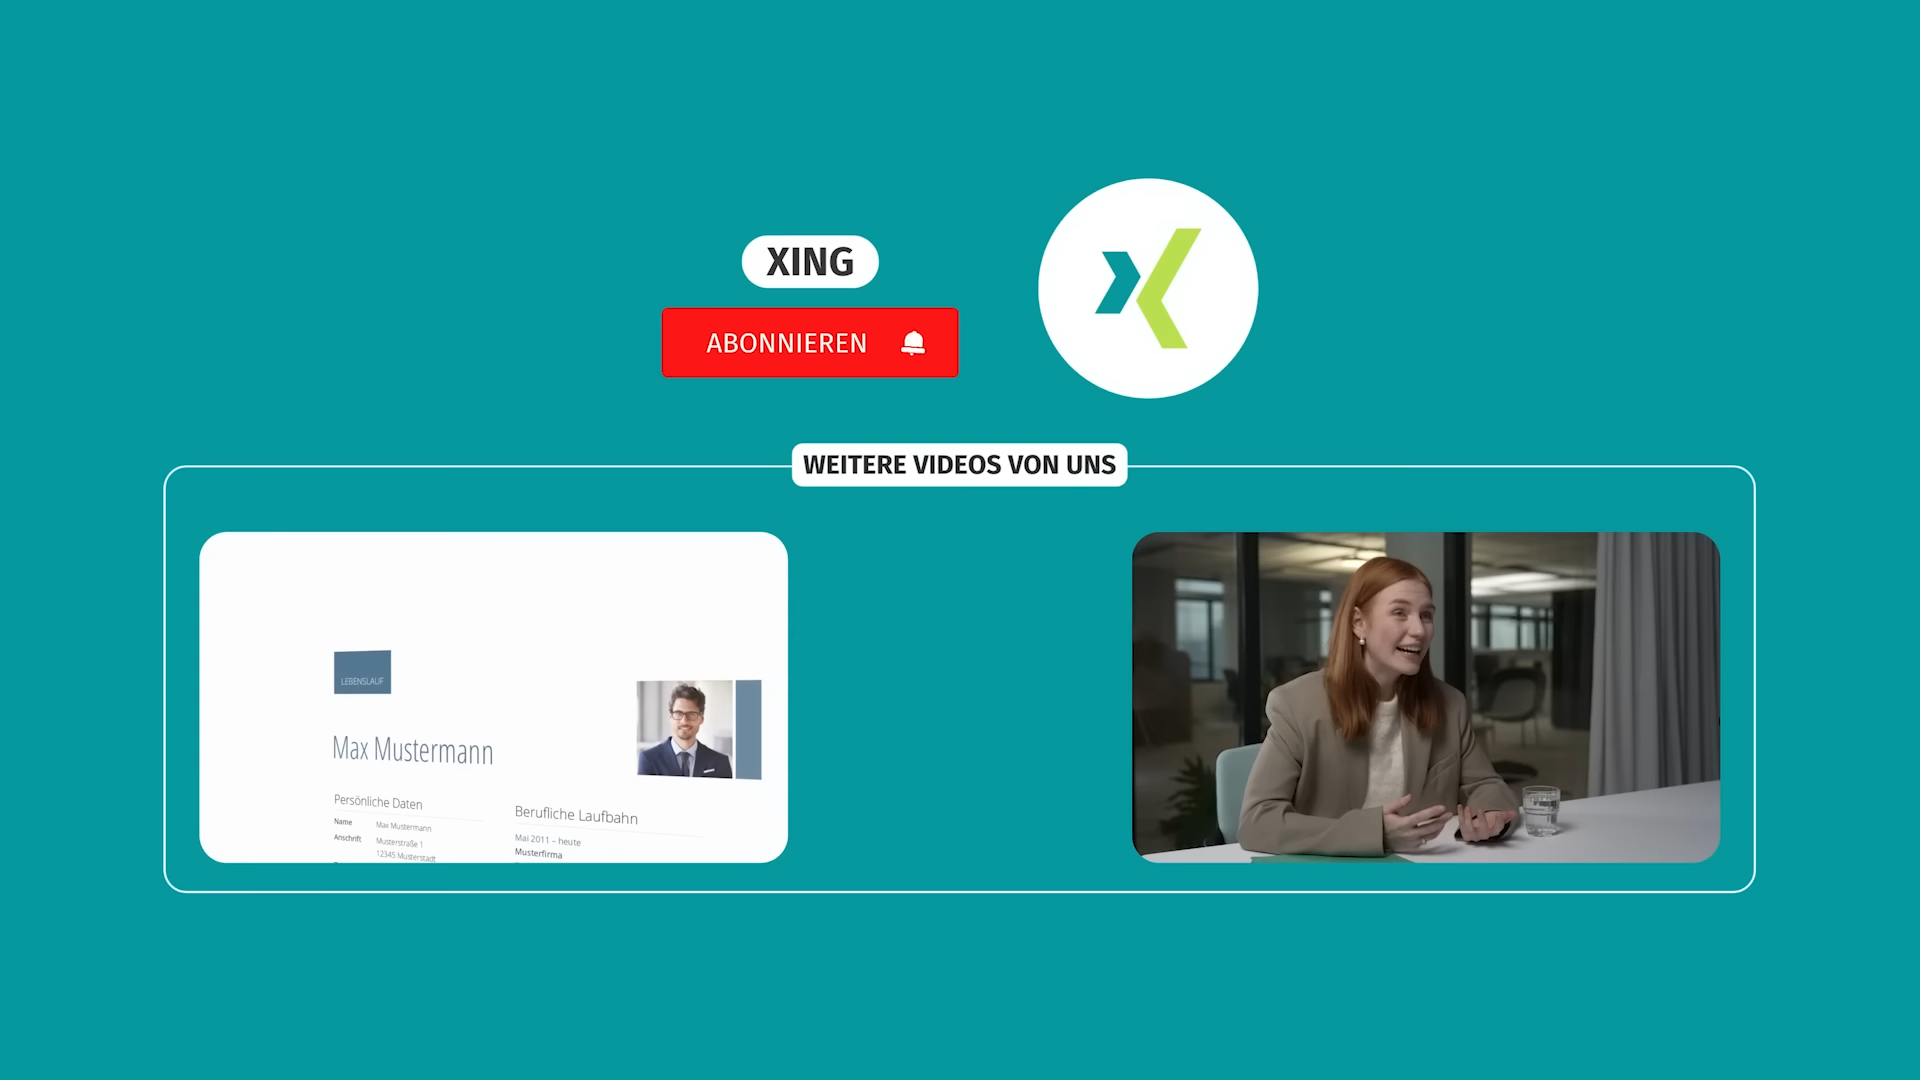 XING
ABONNIEREN
WEITERE VIDEOS VON UNS
LEBENSLAUF
Max Mustermann
Persönliche Daten
Name Max Mustermann
Anschrift Musterstraße 1
12345 Musterstadt
Berufliche Laufbahn
Mai 2011 – heute
Musterfirma